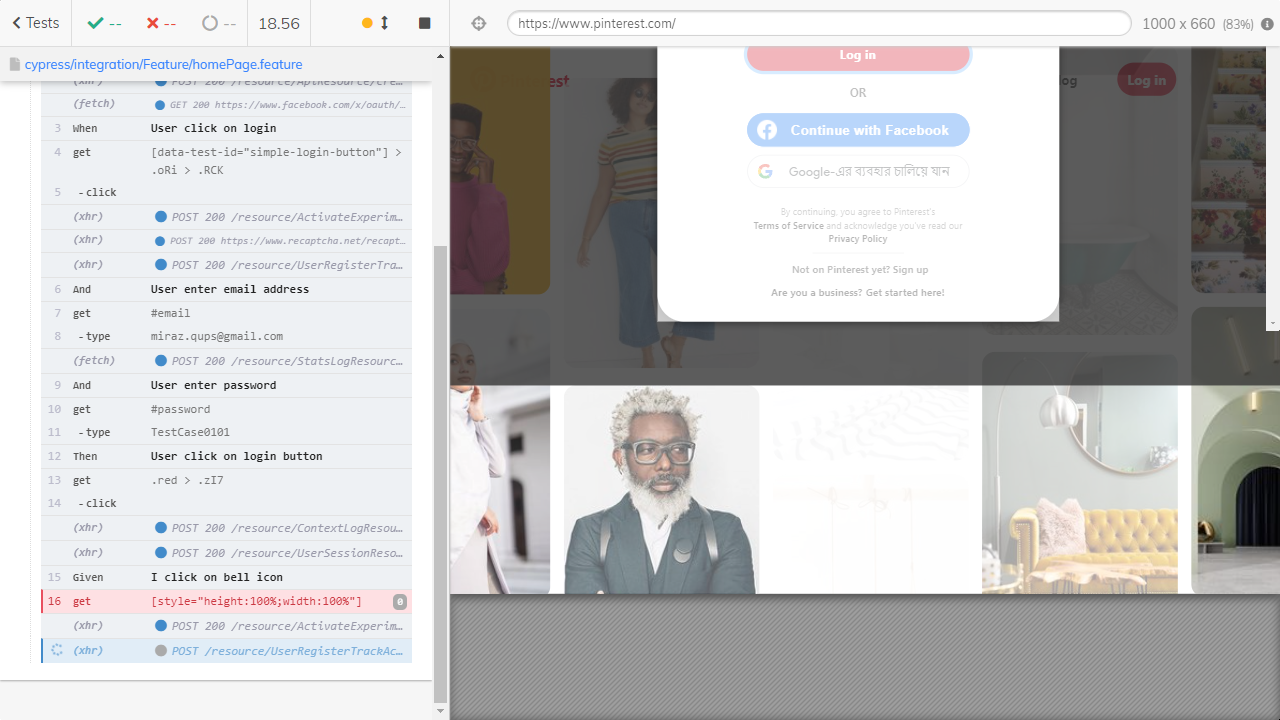 Tests
--
--
--
18.56
https://www.pinterest.com/
1000 x 660 (83%)
cypress/integration/Feature/homePage.feature
(xhr) POST 200 /resource/ApiResource/cre…
(fetch) GET 200 https://www.facebook.com/x/oauth/…
3 When User click on login
4 get [data-test-id="simple-login-button"] >
.oRi > .RCK
5 -click
(xhr) POST 200 /resource/ActivateExperim…
(xhr) POST 200 https://www.recaptcha.net/recapt…
(xhr) POST 200 /resource/UserRegisterTra…
6 And User enter email address
7 get #email
8 -type miraz.qups@gmail.com
(fetch) POST 200 /resource/StatsLogResourc…
9 And User enter password
10 get #password
11 -type TestCase0101
12 Then User click on login button
13 get .red > .zI7
14 -click
(xhr) POST 200 /resource/ContextLogResou…
(xhr) POST 200 /resource/UserSessionReso…
15 Given I click on bell icon
16 get [style="height:100%;width:100%"] 0
(xhr) POST 200 /resource/ActivateExperim…
(xhr) POST /resource/UserRegisterTrackAc…
Log in
OR
Continue with Facebook
Google-এর ব্যবহার চালিয়ে যান
By continuing, you agree to Pinterest's
Terms of Service and acknowledge you've read our
Privacy Policy
Not on Pinterest yet? Sign up
Are you a business? Get started here!
Log in